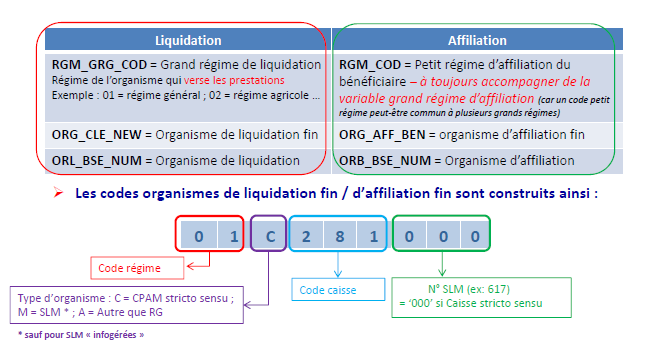 Liquidation
Affiliation
RGM_GRG_COD = Grand régime de liquidation
Régime de l'organisme qui verse les prestations
Exemple : 01 = régime général ; 02 = régime agricole ...
RGM_COD = Petit régime d'affiliation du
bénéficiaire – à toujours accompagner de la
variable grand régime d'affiliation (car un code petit
régime peut-être commun à plusieurs grands régimes)
ORG_CLE_NEW = Organisme de liquidation fin
ORG_AFF_BEN = organisme d'affiliation fin
ORL_BSE_NUM = Organisme de liquidation
ORB_BSE_NUM = Organisme d'affiliation
➢ Les codes organismes de liquidation fin / d'affiliation fin sont construits ainsi :
0 1 C 2 8 1 0 0 0
Code régime
Type d'organisme : C = CPAM stricto sensu ;
M = SLM * ; A = Autre que RG
* sauf pour SLM « infogérées »
Code caisse
N° SLM (ex: 617)
= '000' si Caisse stricto sensu